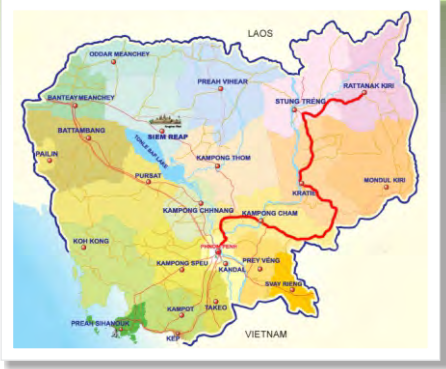 LAOS
ODDAR MEANCHEY
PREAH VIHEAR
RATTANAK KIRI
BANTEAYMEANCHEY
STUNG TRENG
SIEM REAP
BATTAMBANG
TONLE SAP LAKE
PAILIN
KAMPONG THOM
PURSAT
KRATIE
MONDUL KIRI
KAMPONG CHHNANG
KAMPONG CHAM
KOH KONG
PHNOM PENH
KAMPONG SPEU
KANDAL
PREY VENG
SVAY RIENG
KAMPOT
TAKEO
PREAH SIHANOUK
KEP
VIETNAM